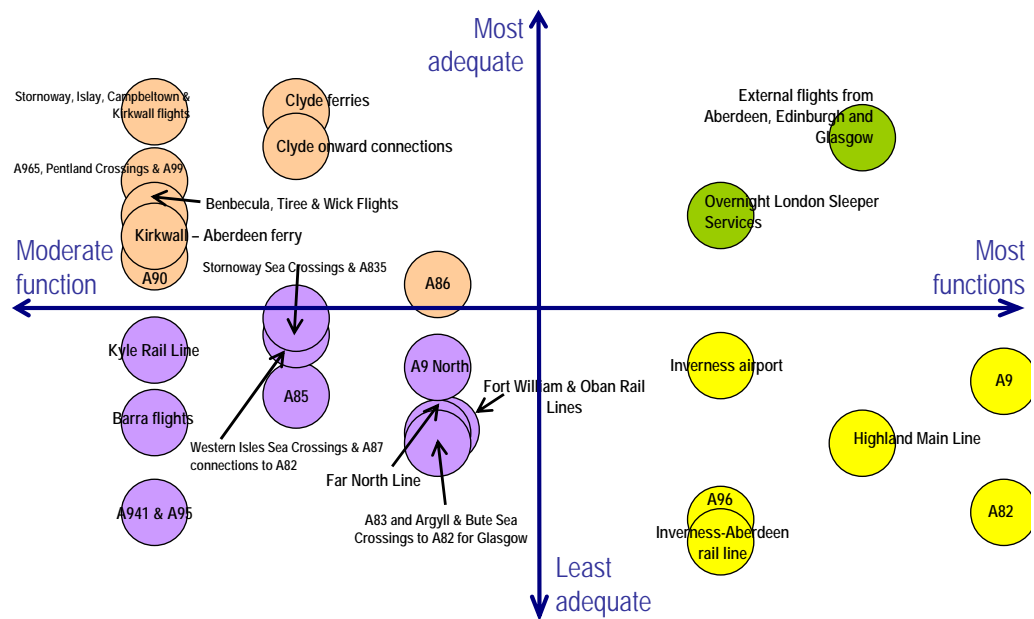 Most
adequate
Stornoway, Islay, Campbeltown &
Kirkwall flights
Clyde ferries
Clyde onward connections
External flights from
Aberdeen, Edinburgh and
Glasgow
A965, Pentland Crossings & A99
Benbecula, Tiree & Wick Flights
Overnight London Sleeper
Services
Kirkwall – Aberdeen ferry
Moderate
function
A90
Stornoway Sea Crossings & A835
A86
Most
functions
Kyle Rail Line
A9 North
Inverness airport
A9
Fort William & Oban Rail
Lines
A85
Barra flights
Western Isles Sea Crossings & A87
connections to A82
Far North Line
Highland Main Line
A941 & A95
A83 and Argyll & Bute Sea
Crossings to A82 for Glasgow
A96
Inverness-Aberdeen
rail line
A82
Least
adequate